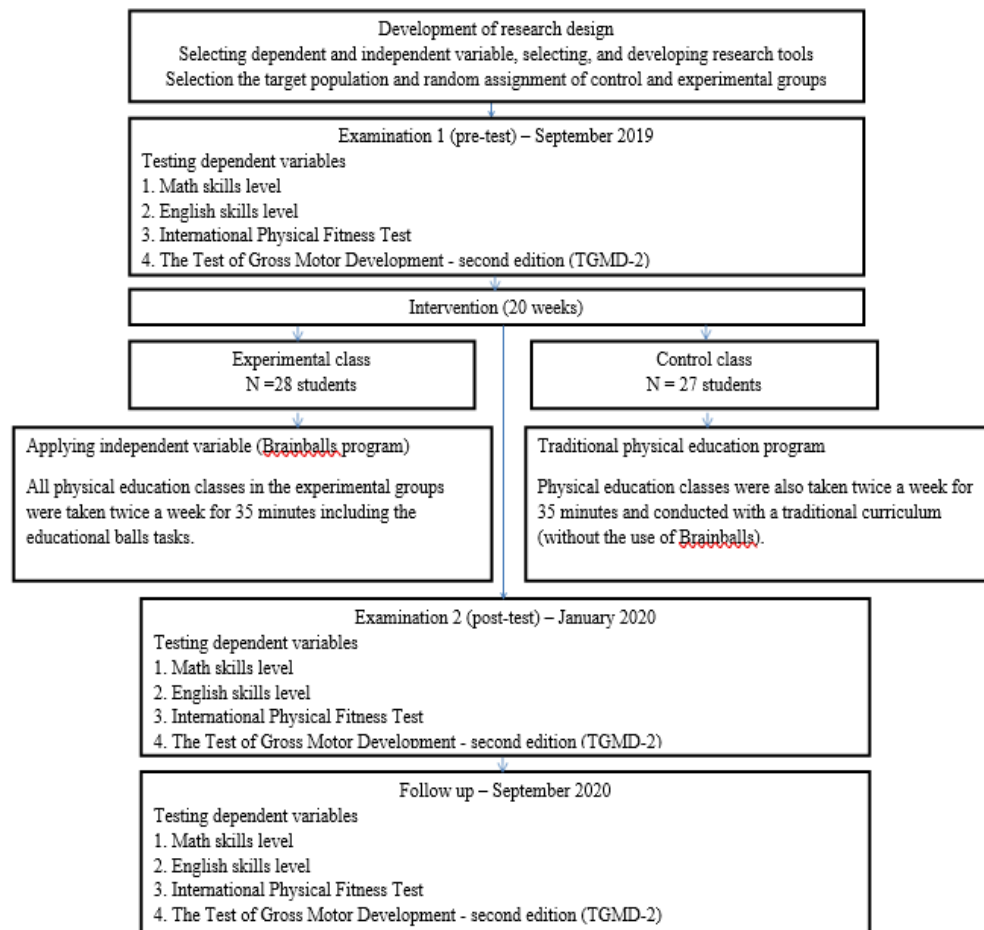 Development of research design
Selecting dependent and independent variable, selecting, and developing research tools
Selection the target population and random assignment of control and experimental groups
Examination 1 (pre-test) – September 2019
Testing dependent variables
1. Math skills level
2. English skills level
3. International Physical Fitness Test
4. The Test of Gross Motor Development - second edition (TGMD-2)
Intervention (20 weeks)
Experimental class
N =28 students
Control class
N = 27 students
Applying independent variable (Brainballs program)
All physical education classes in the experimental groups
were taken twice a week for 35 minutes including the
educational balls tasks.
Traditional physical education program
Physical education classes were also taken twice a week for
35 minutes and conducted with a traditional curriculum
(without the use of Brainballs).
Examination 2 (post-test) – January 2020
Testing dependent variables
1. Math skills level
2. English skills level
3. International Physical Fitness Test
4. The Test of Gross Motor Development - second edition (TGMD-2)
Follow up – September 2020
Testing dependent variables
1. Math skills level
2. English skills level
3. International Physical Fitness Test
4. The Test of Gross Motor Development - second edition (TGMD-2)